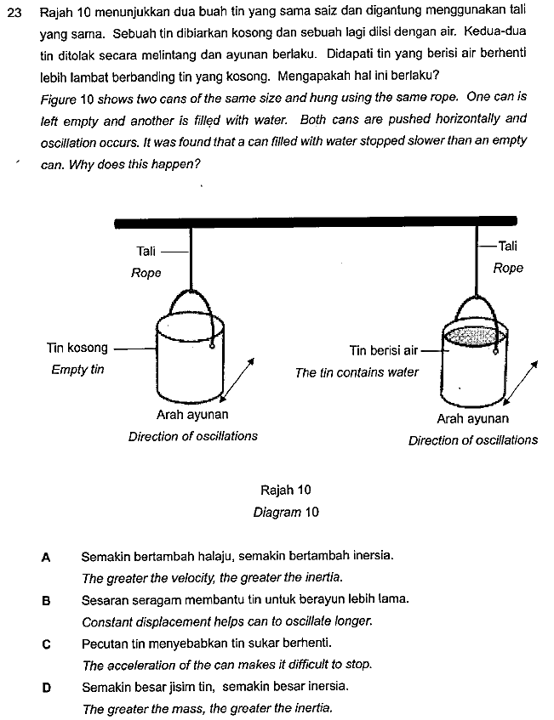 23 Rajah 10 menunjukkan dua buah tin yang sama saiz dan digantung menggunakan tali
yang sama. Sebuah tin dibiarkan kosong dan sebuah lagi diisi dengan air. Kedua-dua
tin ditolak secara melintang dan ayunan berlaku. Didapati tin yang berisi air berhenti
lebih lambat berbanding tin yang kosong. Mengapakah hal ini berlaku?
Figure 10 shows two cans of the same size and hung using the same rope. One can is
left empty and another is filled with water. Both cans are pushed horizontally and
oscillation occurs. It was found that a can filled with water stopped slower than an empty
can. Why does this happen?
Tali
Rope
Tali
Rope
Tin kosong
Empty tin
Tin berisi air
The tin contains water
Arah ayunan
Direction of oscillations
Arah ayunan
Direction of oscillations
Rajah 10
Diagram 10
A Semakin bertambah halaju, semakin bertambah inersia.
The greater the velocity, the greater the inertia.
B Sesaran seragam membantu tin untuk berayun lebih lama.
Constant displacement helps can to oscillate longer.
C Pecutan tin menyebabkan tin sukar berhenti.
The acceleration of the can makes it difficult to stop.
D Semakin besar jisim tin, semakin besar inersia.
The greater the mass, the greater the inertia.